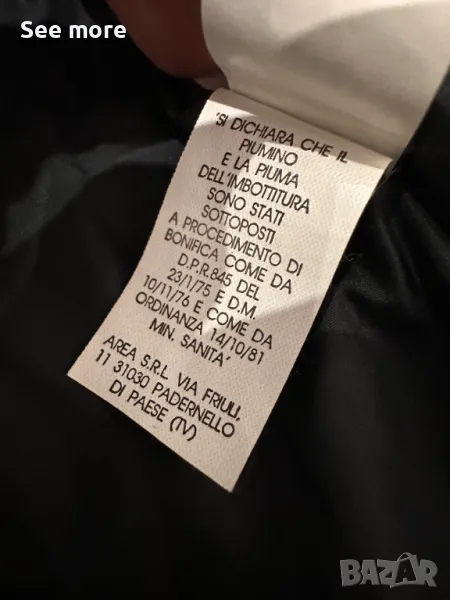 See more
'SI DICHIARA CHE IL
PIUMINO
E LA PIUMA
DELL'IMBOTTITURA
SONO STATI
SOTTOPOSTI
A PROCEDIMENTO DI
BONIFICA COME DA
D.P.R.845 DEL
23/1/75 E D.M.
10/11/76 E COME DA
ORDINANZA 14/10/81
MIN. SANITA'
AREA S.R.L VIA FRIULI,
11 31030 PADERNELLO
DI PAESE (TV)
BAZAR